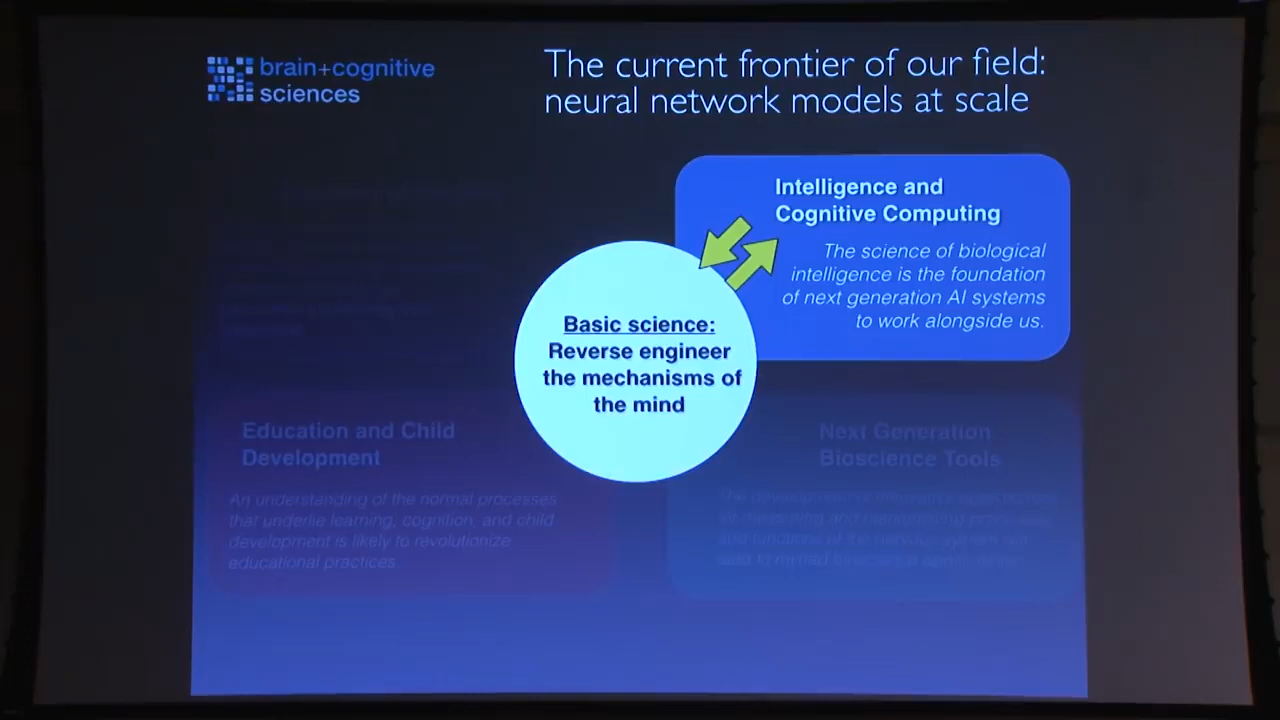 brain+cognitive
sciences
The current frontier of our field:
neural network models at scale
Intelligence and
Cognitive Computing
The science of biological
intelligence is the foundation
of next generation AI systems
to work alongside us.
Basic science:
Reverse engineer
the mechanisms of
the mind
Education and Child
Development
An understanding of the normal processes
that underlie learning, cognition, and child
development is likely to revolutionize
educational practices
Next Generation
Bioscience Tools